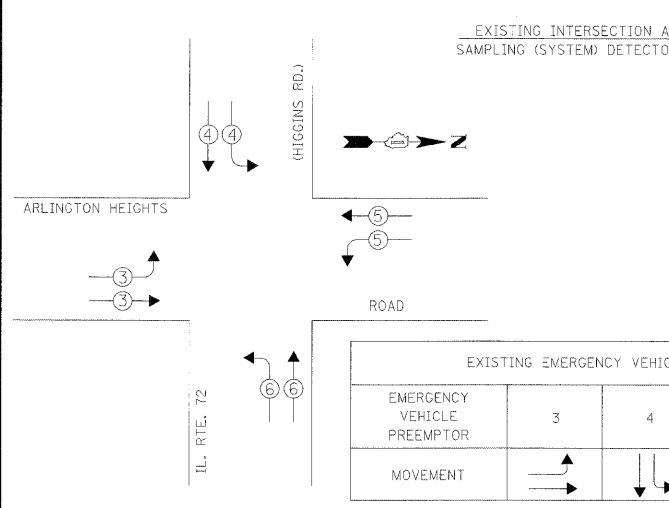 EXISTING INTERSECTION A
SAMPLING (SYSTEM) DETECTO
(HIGGINS RD.)
4 4
N
ARLINGTON HEIGHTS
5
5
3
3
ROAD
6 6
IL. RTE. 72
EXISTING EMERGENCY VEHIC
EMERGENCY
VEHICLE
PREEMPTOR
3
4
MOVEMENT